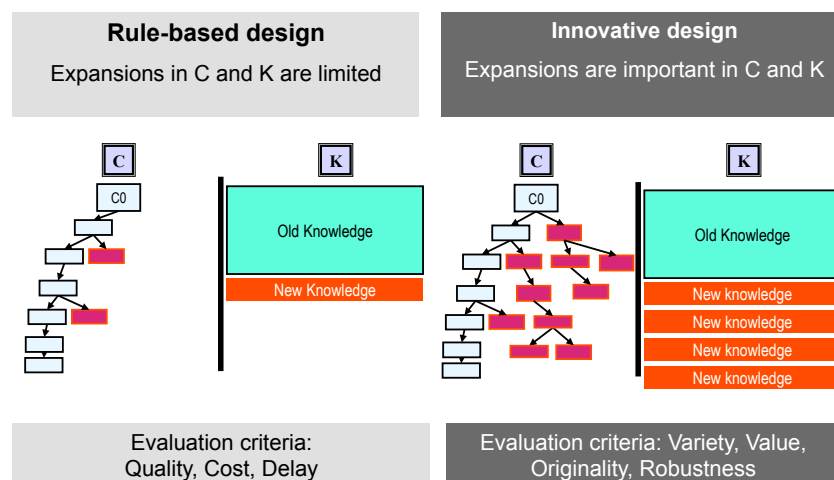 Rule-based design
Expansions in C and K are limited
Innovative design
Expansions are important in C and K
C
K
C0
Old Knowledge
New Knowledge
C
K
C0
Old Knowledge
New knowledge
New knowledge
New knowledge
New knowledge
Evaluation criteria:
Quality, Cost, Delay
Evaluation criteria: Variety, Value,
Originality, Robustness